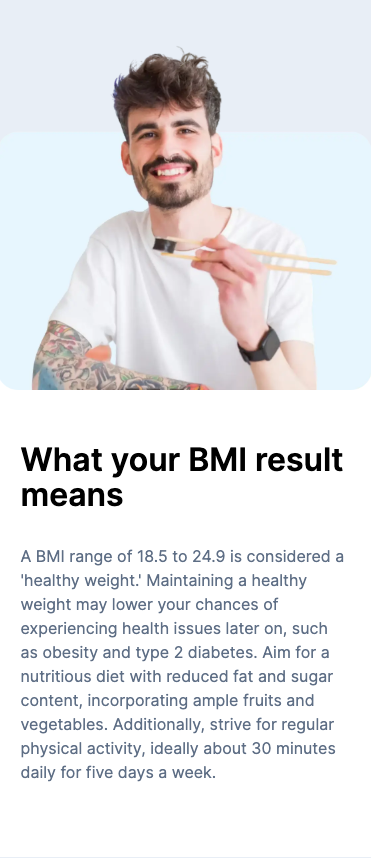 What your BMI result
means
A BMI range of 18.5 to 24.9 is considered a
'healthy weight.' Maintaining a healthy
weight may lower your chances of
experiencing health issues later on, such
as obesity and type 2 diabetes. Aim for a
nutritious diet with reduced fat and sugar
content, incorporating ample fruits and
vegetables. Additionally, strive for regular
physical activity, ideally about 30 minutes
daily for five days a week.